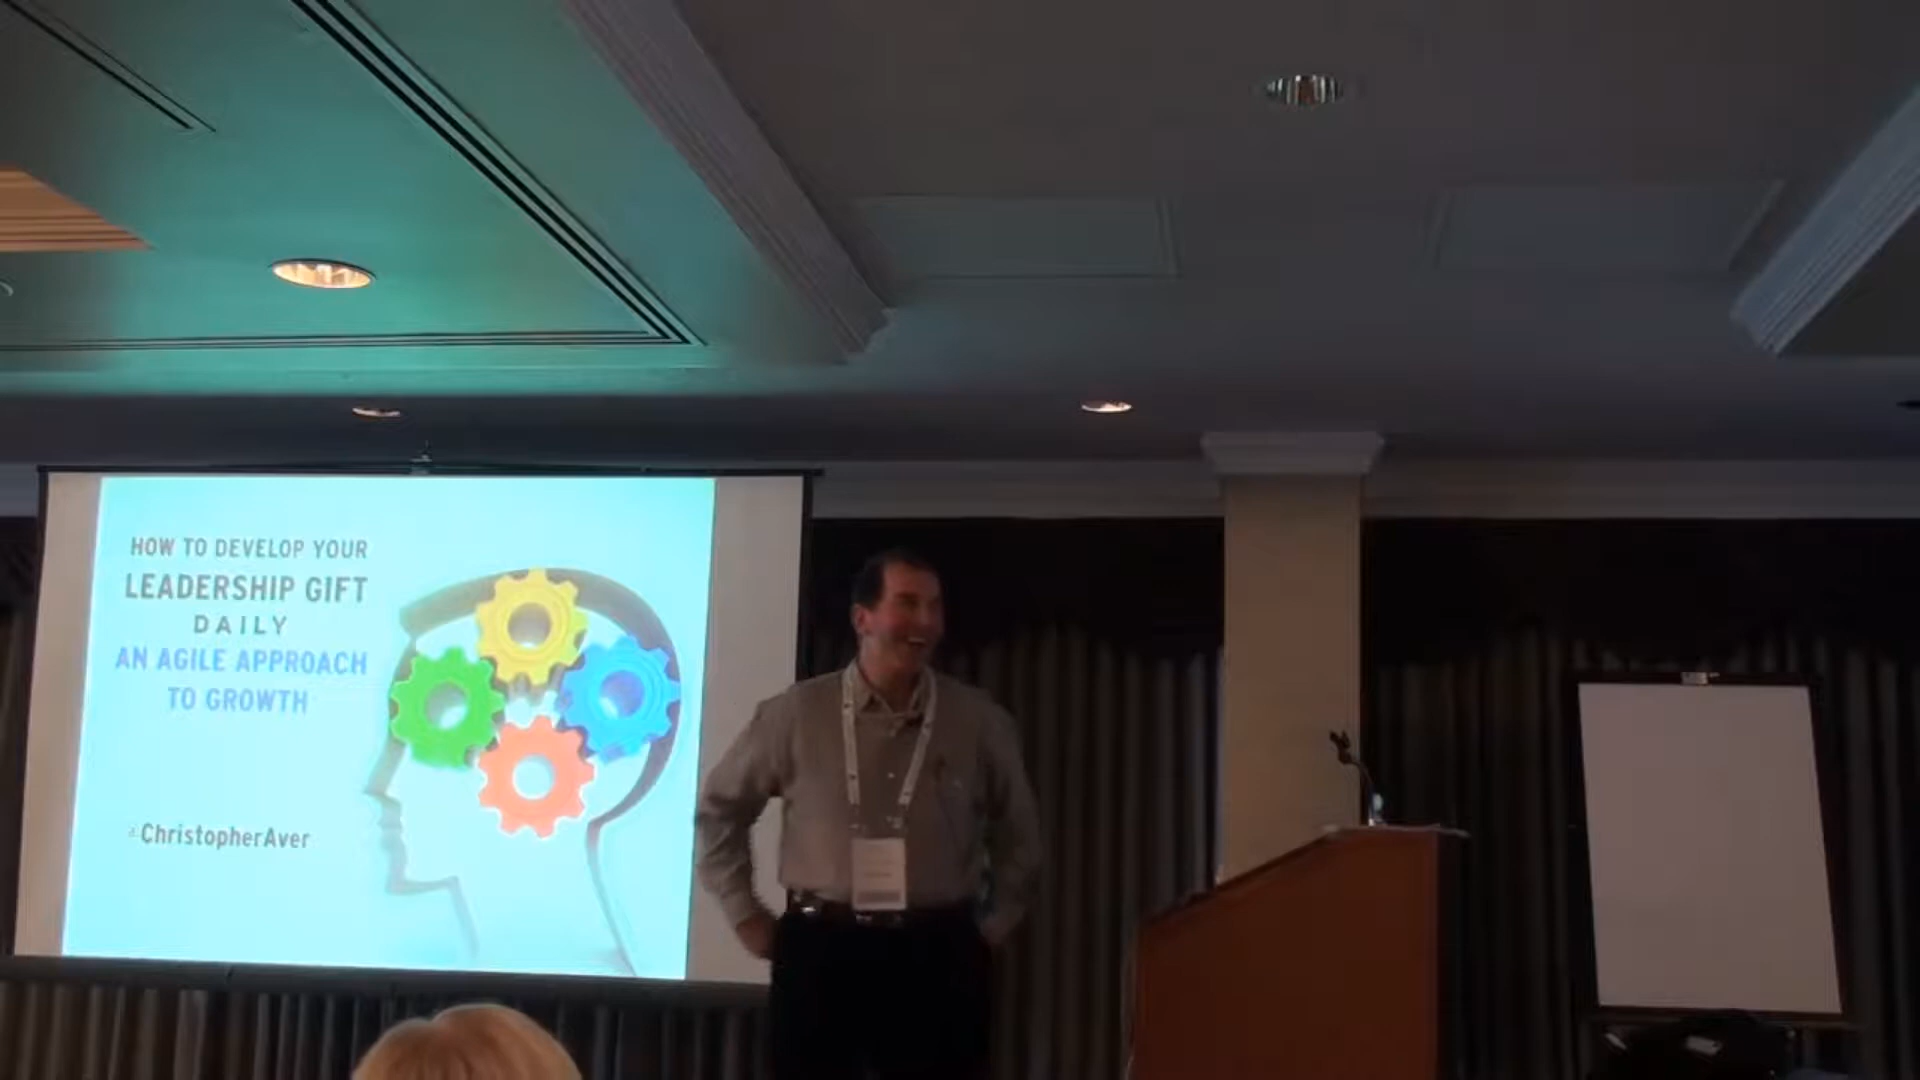 HOW TO DEVELOP YOUR
LEADERSHIP GIFT
DAILY
AN AGILE APPROACH
TO GROWTH
@ChristopherAver